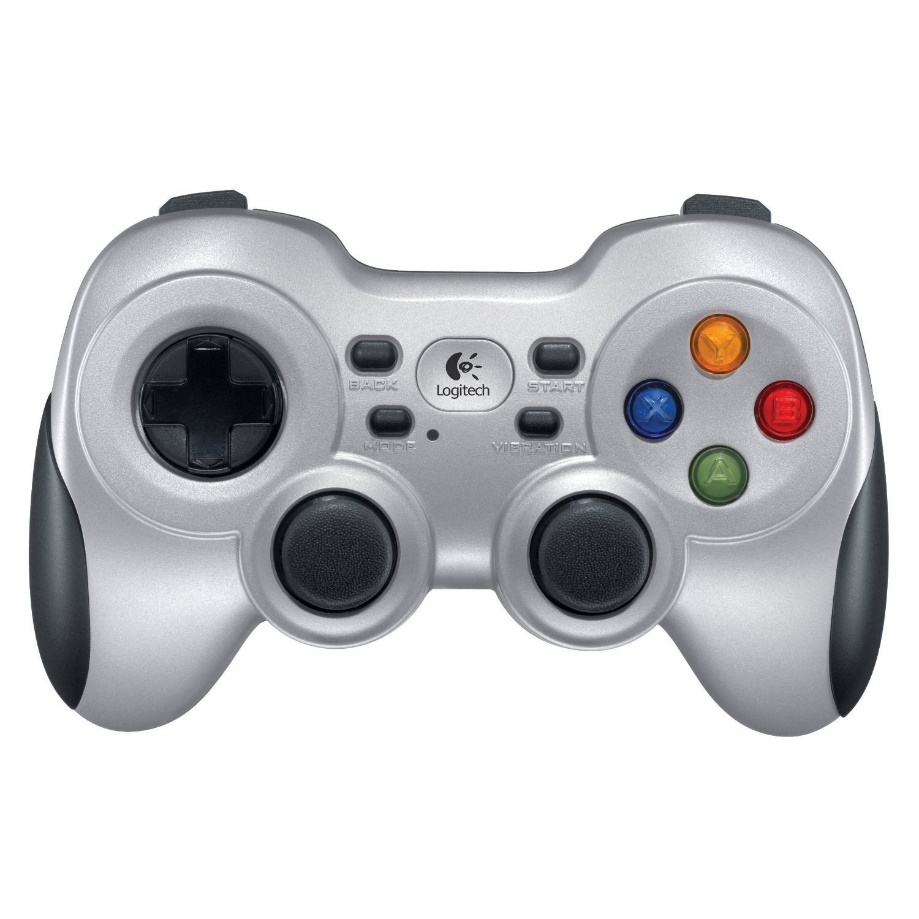 BACK
Logitech
START
MODE
VIBRATION
Y
X
B
A